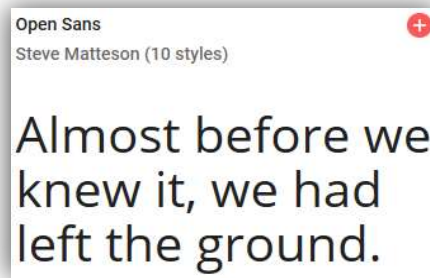 Open Sans
Steve Matteson (10 styles)
Almost before we
knew it, we had
left the ground.